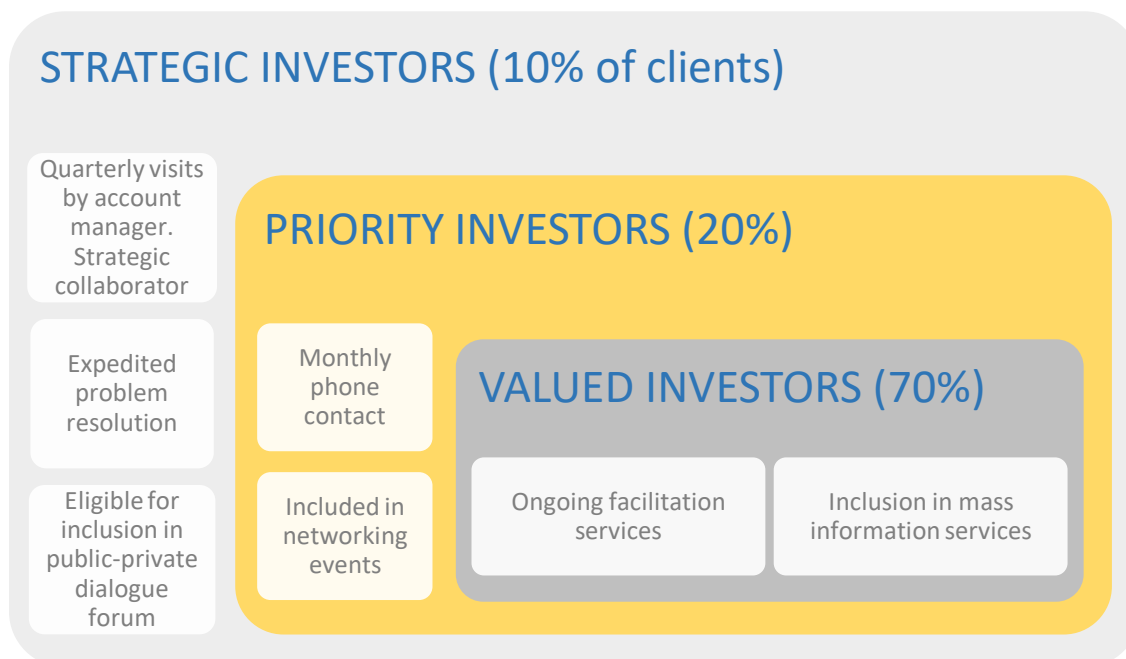 STRATEGIC INVESTORS (10% of clients)
Quarterly visits
by account
manager.
Strategic
collaborator
Expedited
problem
resolution
Eligible for
inclusion in
public-private
dialogue
forum
PRIORITY INVESTORS (20%)
Monthly
phone
contact
Included in
networking
events
VALUED INVESTORS (70%)
Ongoing facilitation
services
Inclusion in mass
information services